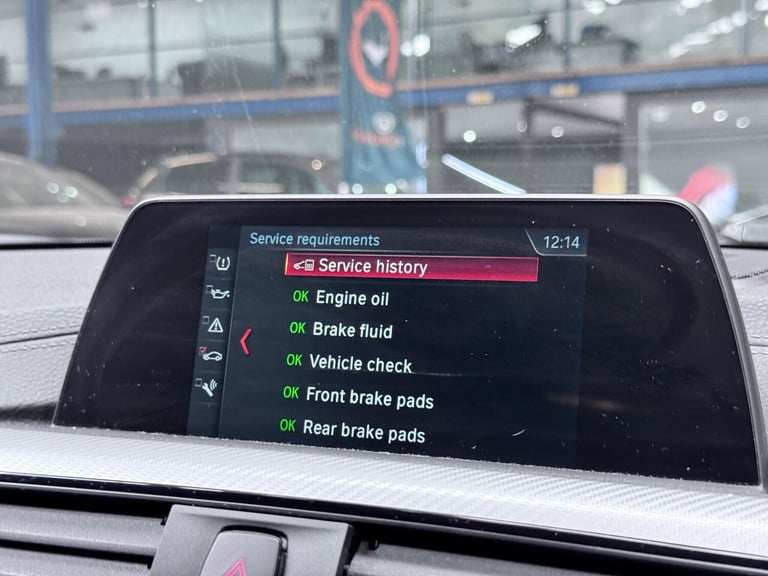 Service requirements
12:14
Service history
OK Engine oil
OK Brake fluid
OK Vehicle check
OK Front brake pads
OK Rear brake pads